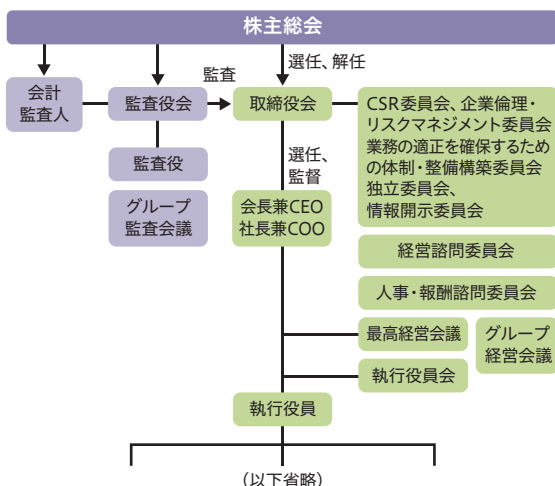 株主総会
監査
選任、解任
会計
監査人
監査役会
取締役会
CSR委員会、企業倫理・
リスクマネジメント委員会
業務の適正を確保するため
の体制・整備構築委員会
独立委員会、
情報開示委員会
監査役
選任、
監督
グループ
監査会議
会長兼CEO
社長兼COO
経営諮問委員会
人事・報酬諮問委員会
最高経営会議
グループ
経営会議
執行役員会
執行役員
(以下省略)